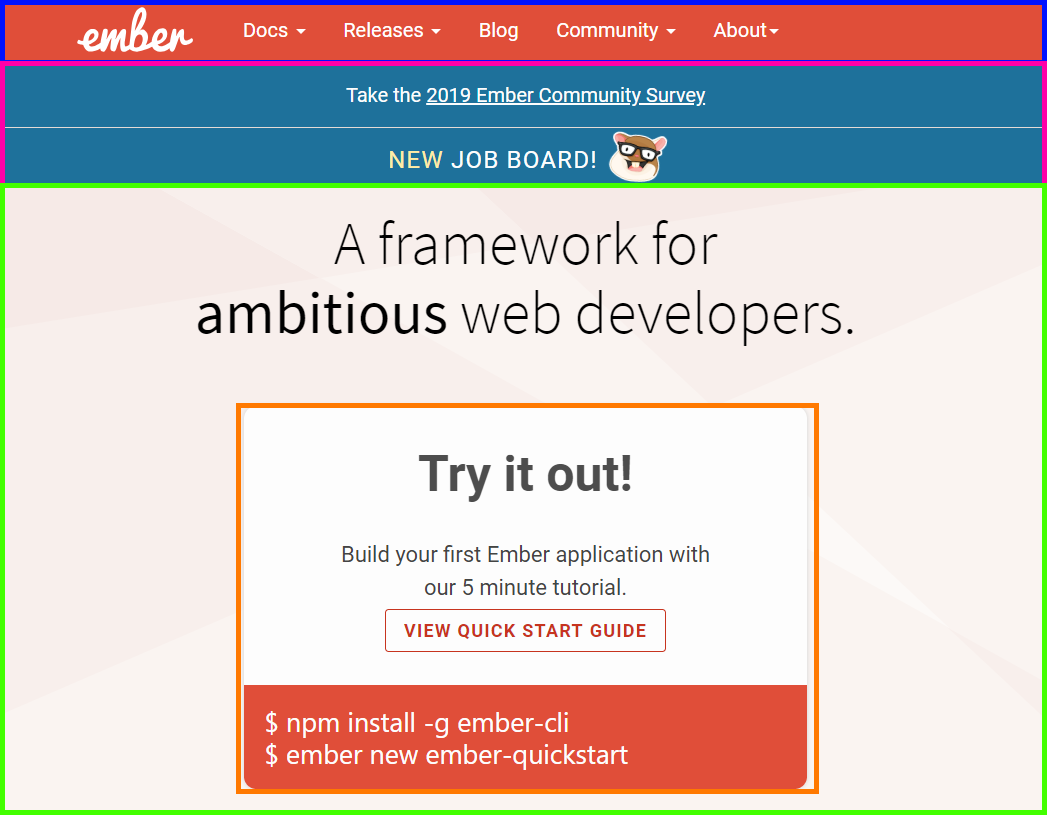 ember Docs Releases Blog Community About
Take the 2019 Ember Community Survey
NEW JOB BOARD!
A framework for
ambitious web developers.
Try it out!
Build your first Ember application with
our 5 minute tutorial.
VIEW QUICK START GUIDE
$ npm install -g ember-cli
$ ember new ember-quickstart